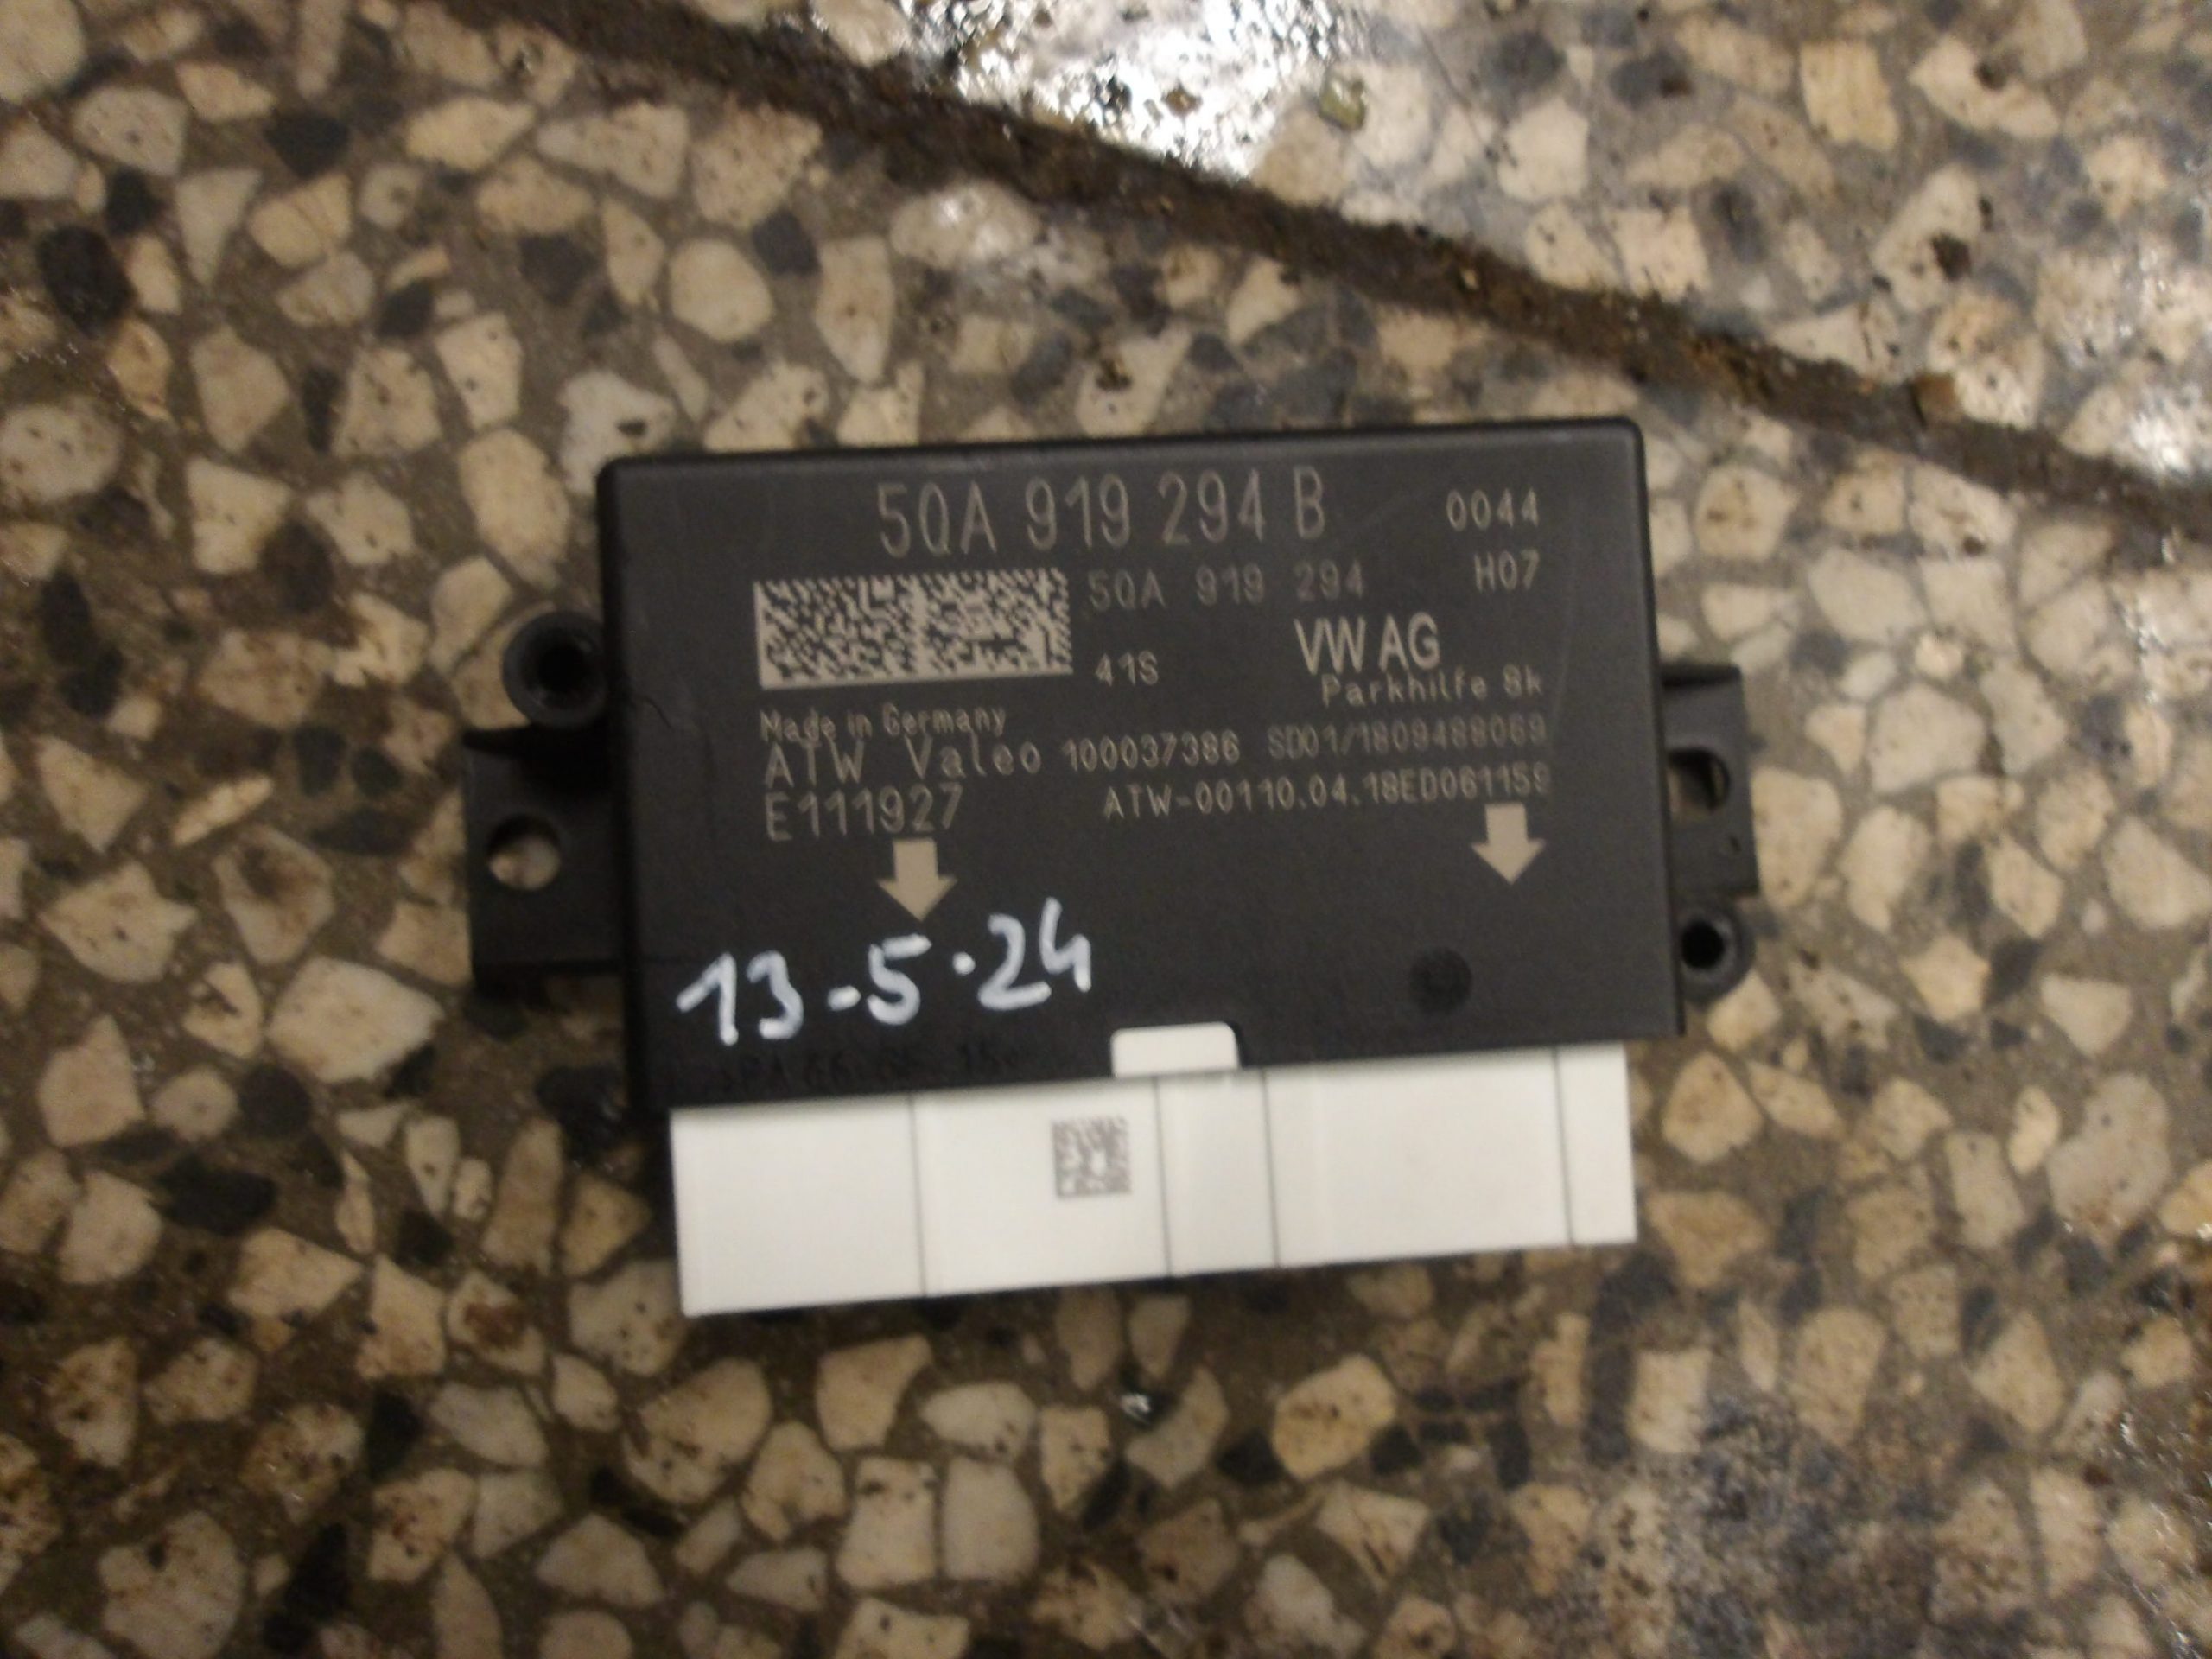 5QA 919 294 B 0044
5QA 919 294 H07
41S VW AG
Parkhilfe 8k
Made in Germany
ATW Valeo 100037386 SD01/1809488069
E111927 ATW-00110.04.18ED061159
13-5.24